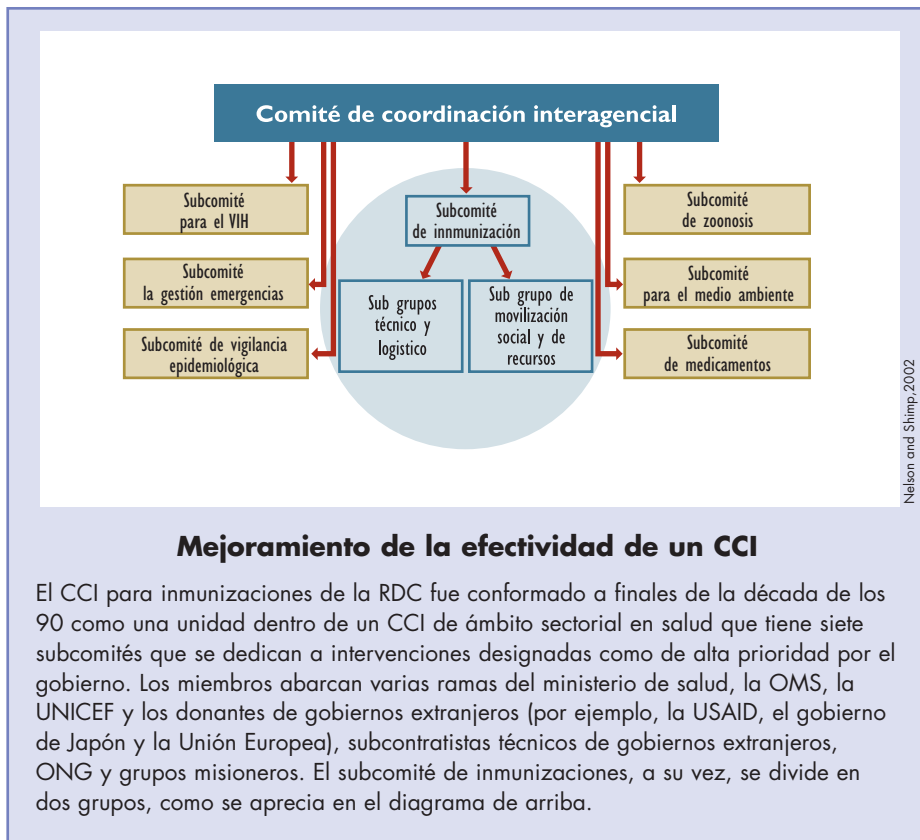 Comité de coordinación interagencial
Subcomité
para el VIH
Subcomité
la gestión emergencias
Subcomité de vigilancia
epidemiológica
Subcomité
de innmunización
Sub grupos
técnico y
logistico
Sub grupo de
movilización
social y de
recursos
Subcomité
de zoonosis
Subcomité
para el medio ambiente
Subcomité
de medicamentos
Nelson and Shimp,2002
Mejoramiento de la efectividad de un CCI
El CCI para inmunizaciones de la RDC fue conformado a finales de la década de los
90 como una unidad dentro de un CCI de ámbito sectorial en salud que tiene siete
subcomités que se dedican a intervenciones designadas como de alta prioridad por el
gobierno. Los miembros abarcan varias ramas del ministerio de salud, la OMS, la
UNICEF y los donantes de gobiernos extranjeros (por ejemplo, la USAID, el gobierno
de Japón y la Unión Europea), subcontratistas técnicos de gobiernos extranjeros,
ONG y grupos misioneros. El subcomité de inmunizaciones, a su vez, se divide en
dos grupos, como se aprecia en el diagrama de arriba.